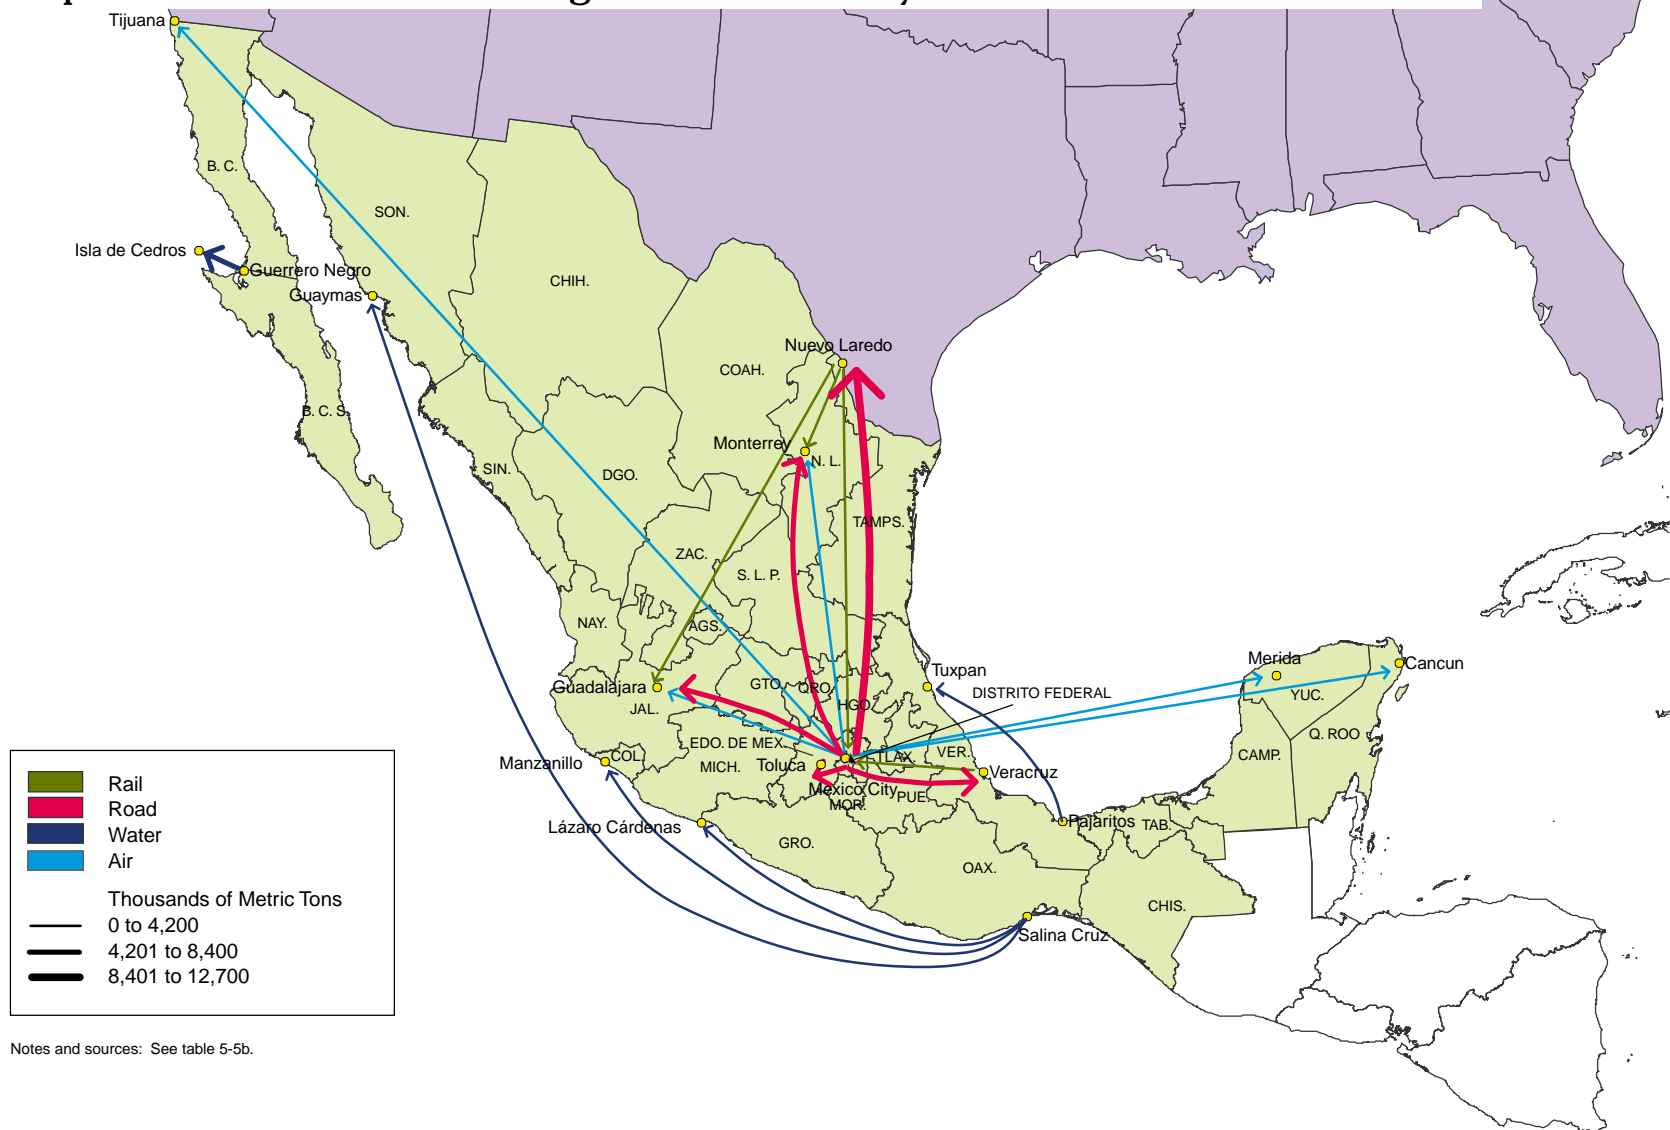 Tijuana
B. C.
SON.
Isla de Cedros
Guerrero Negro
Guaymas
CHIH.
Nuevo Laredo
COAH.
B. C. S.
Monterrey
N. L.
SIN.
DGO.
TAMPS.
ZAC.
S. L. P.
NAY.
AGS.
Tuxpan
Merida
Cancun
Guadalajara
GTO.
QRO.
DISTRITO FEDERAL
YUC.
JAL.
HGO.
Q. ROO
EDO. DE MEX.
VER.
CAMP.
Manzanillo
COL.
MICH.
Toluca
TLAX.
Veracruz
Mexico City
PUE.
MOR.
Lázaro Cárdenas
Pajaritos
TAB.
GRO.
OAX.
CHIS.
Salina Cruz
Rail
Road
Water
Air
Thousands of Metric Tons
0 to 4,200
4,201 to 8,400
8,401 to 12,700
Notes and sources: See table 5-5b.